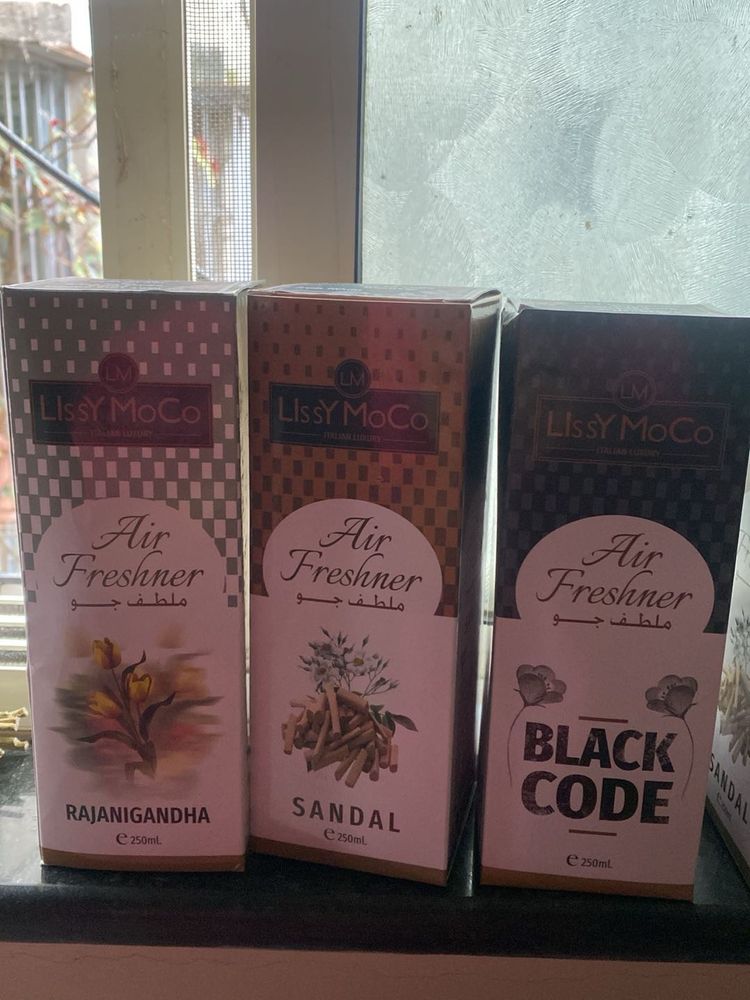 LM
LIssY MoCo
ITALIAN LUXURY
Air
Freshner
ملطف جو
RAJANIGANDHA
e 250mL
LM
LIssY MoCo
ITALIAN LUXURY
Air
Freshner
ملطف جو
SANDAL
e 250mL
LM
LIssY MoCo
ITALIAN LUXURY
Air
Freshner
ملطف جو
BLACK
CODE
e 250mL
SANDAL